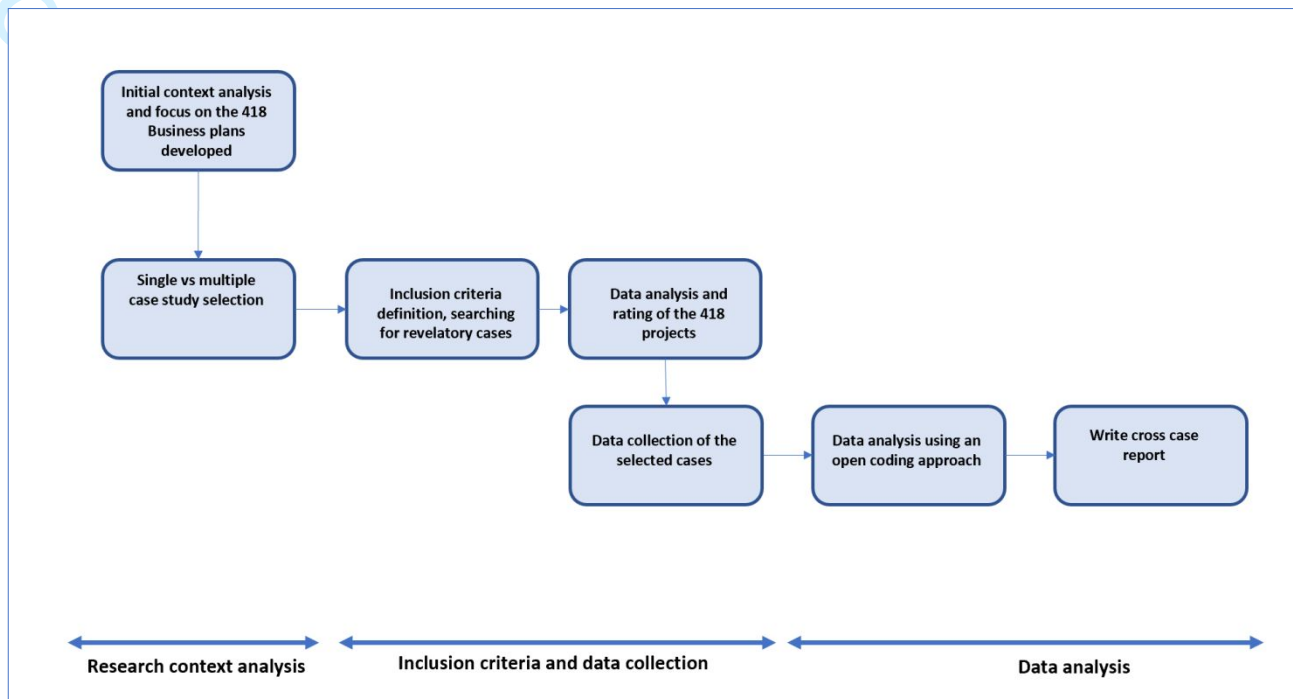 Initial context analysis
and focus on the 418
Business plans
developed
Single vs multiple
case study selection
Inclusion criteria
definition, searching
for revelatory cases
Data analysis and
rating of the 418
projects
Data collection of the
selected cases
Data analysis using an
open coding approach
Write cross case
report
Research context analysis
Inclusion criteria and data collection
Data analysis